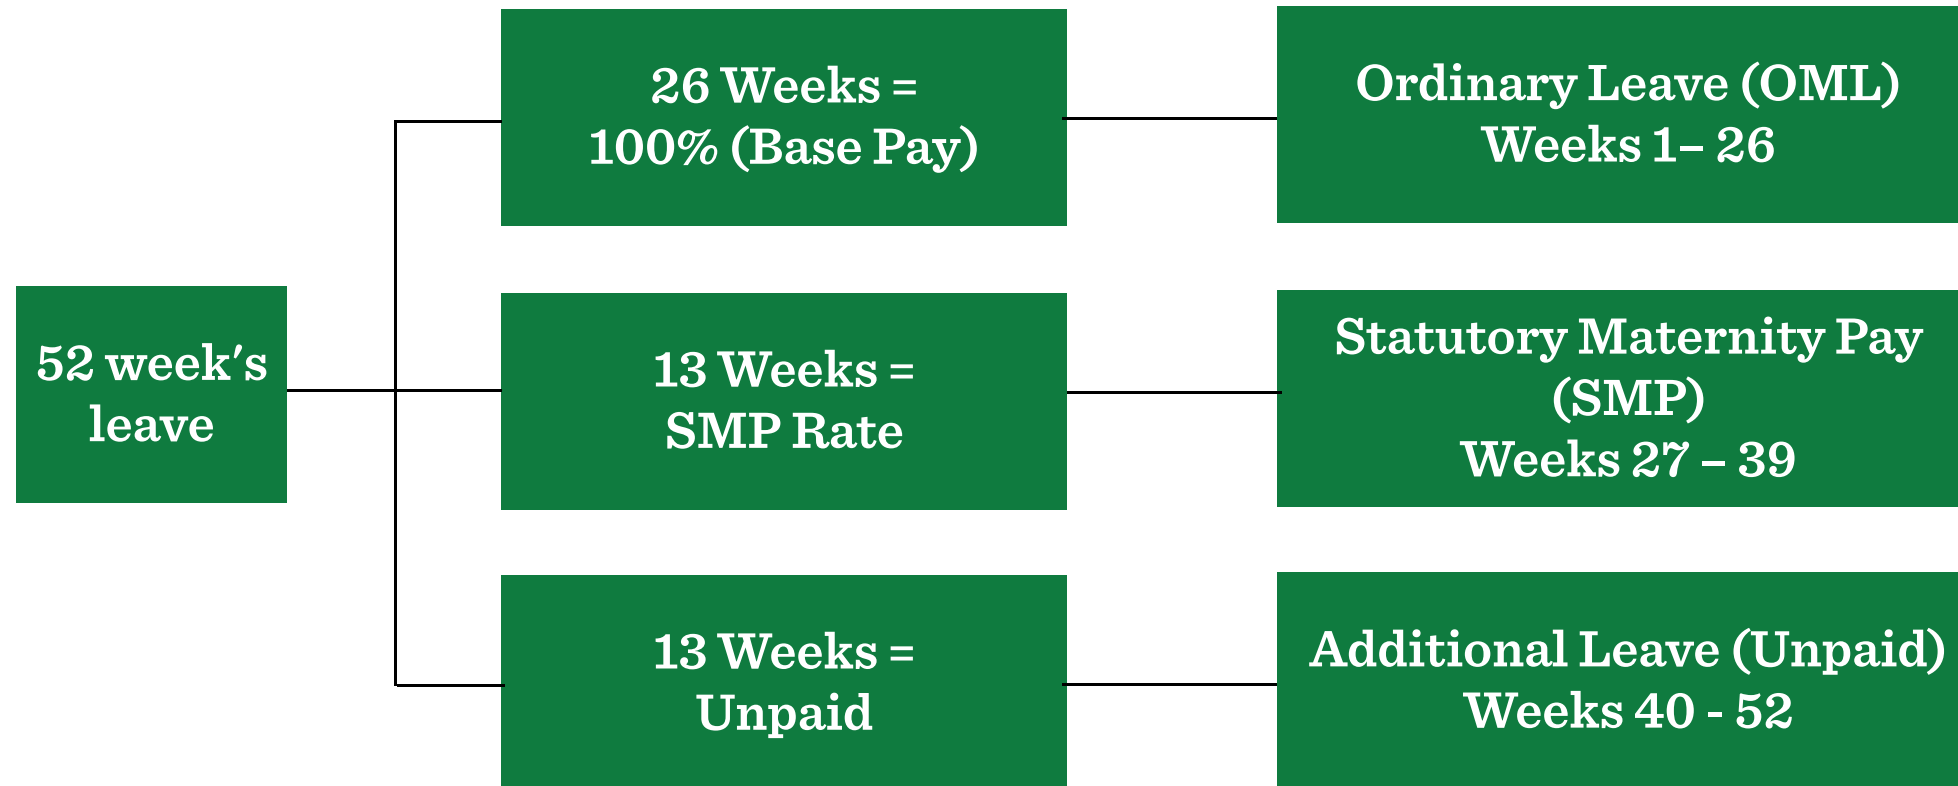 52 week's
leave
26 Weeks =
100% (Base Pay)
Ordinary Leave (OML)
Weeks 1– 26
13 Weeks =
SMP Rate
Statutory Maternity Pay
(SMP)
Weeks 27 – 39
13 Weeks =
Unpaid
Additional Leave (Unpaid)
Weeks 40 - 52